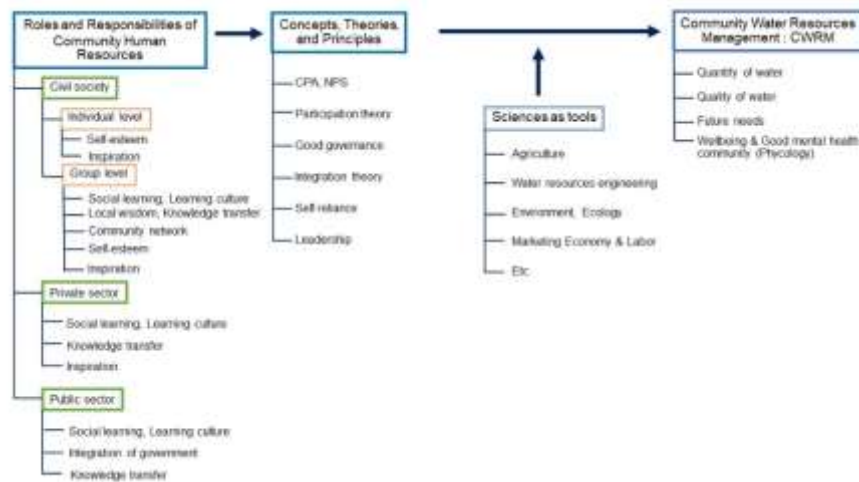 Roles and Responsibilities of
Community Human
Resources
Civil society
Individual level
Self-esteem
Inspiration
Group level
Social learning, Learning culture
Local wisdom, Knowledge transfer
Community network
Self-esteem
Inspiration
Private sector
Social learning, Learning culture
Knowledge transfer
Inspiration
Public sector
Social learning, Learning culture
Integration of government
Knowledge transfer
Concepts, Theories,
and Principles
CPA, NPS
Participation theory
Good governance
Integration theory
Self-reliance
Leadership
Sciences as tools
Agriculture
Water resources engineering
Environment, Ecology
Marketing Economy & Labor
Etc
Community Water Resources
Management : CWRM
Quantity of water
Quality of water
Future needs
Wellbeing & Good mental health
community (Phycology)